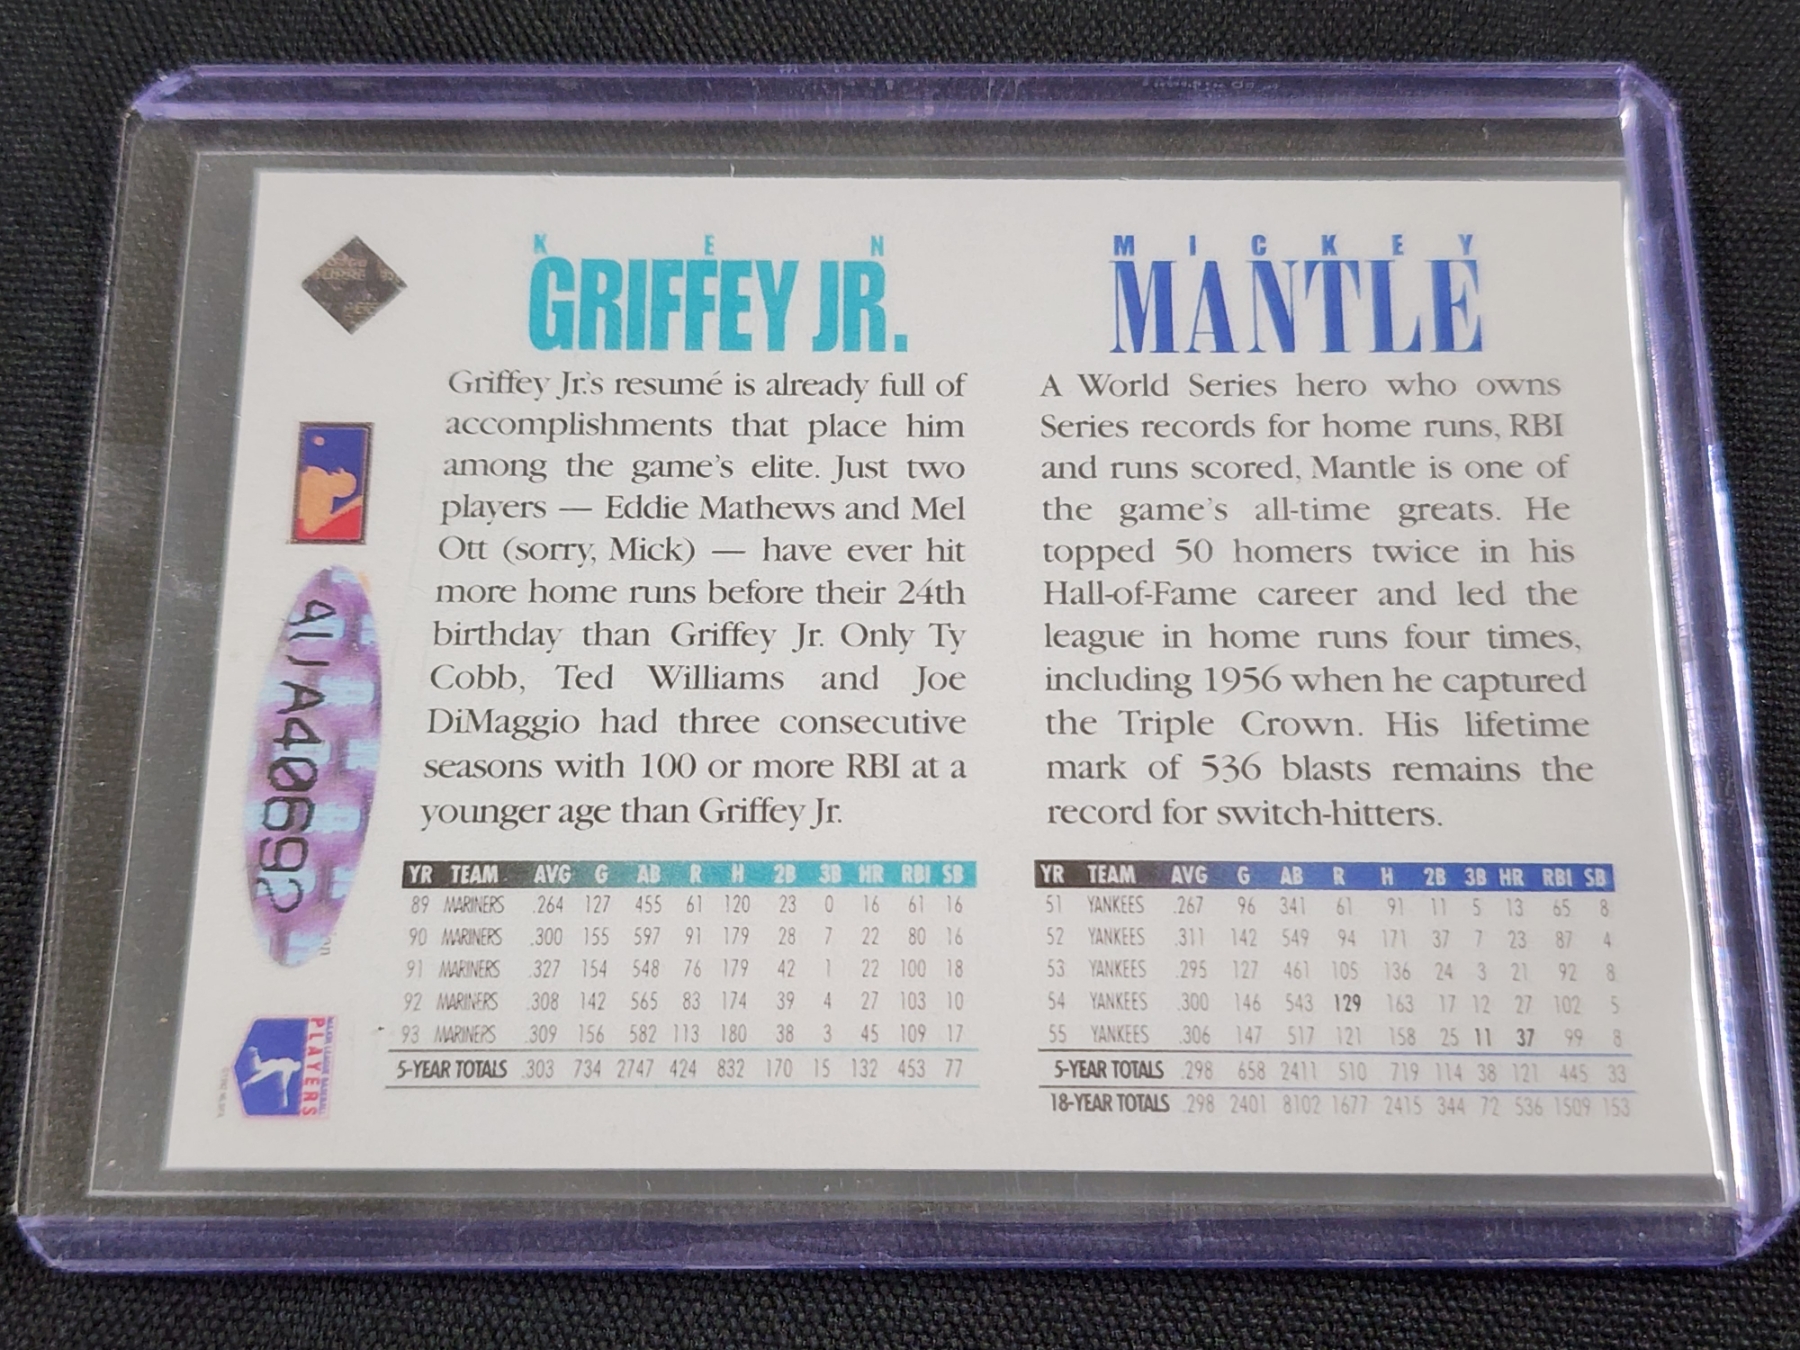 KEN
GRIFFEY JR.
Griffey Jr.'s resumé is already full of
accomplishments that place him
among the game's elite. Just two
players — Eddie Mathews and Mel
Ott (sorry, Mick) — have ever hit
more home runs before their 24th
birthday than Griffey Jr. Only Ty
Cobb, Ted Williams and Joe
DiMaggio had three consecutive
seasons with 100 or more RBI at a
younger age than Griffey Jr.
YR TEAM AVG G AB R H 2B 3B HR RBI SB
89 MARINERS .264 127 455 61 120 23 0 16 61 16
90 MARINERS .300 155 597 91 179 28 7 22 80 16
91 MARINERS .327 154 548 76 179 42 1 22 100 18
92 MARINERS .308 142 565 83 174 39 4 27 103 10
93 MARINERS .309 156 582 113 180 38 3 45 109 17
5-YEAR TOTALS .303 734 2747 424 832 170 15 132 453 77
MICKEY
MANTLE
A World Series hero who owns
Series records for home runs, RBI
and runs scored, Mantle is one of
the game's all-time greats. He
topped 50 homers twice in his
Hall-of-Fame career and led the
league in home runs four times,
including 1956 when he captured
the Triple Crown. His lifetime
mark of 536 blasts remains the
record for switch-hitters.
YR TEAM AVG G AB R H 2B 3B HR RBI SB
51 YANKEES .267 96 341 61 91 11 5 13 65 8
52 YANKEES .311 142 549 94 171 37 7 23 87 4
53 YANKEES .295 127 461 105 136 24 3 21 92 8
54 YANKEES .300 146 543 129 163 17 12 27 102 5
55 YANKEES .306 147 517 121 158 25 11 37 99 8
5-YEAR TOTALS .298 658 2411 510 719 114 38 121 445 33
18-YEAR TOTALS .298 2401 8102 1677 2415 344 72 536 1509 153
AJA40692
MAJOR LEAGUE BASEBALL
PLAYERS